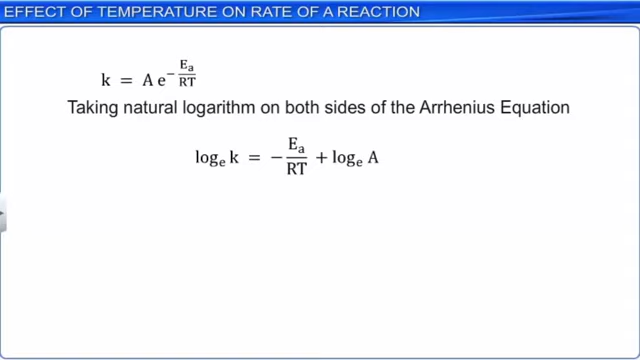 EFFECT OF TEMPERATURE ON RATE OF A REACTION
k = A e^−Eₐ/RT
Taking natural logarithm on both sides of the Arrhenius Equation
logₑ k = − Eₐ/RT + logₑ A